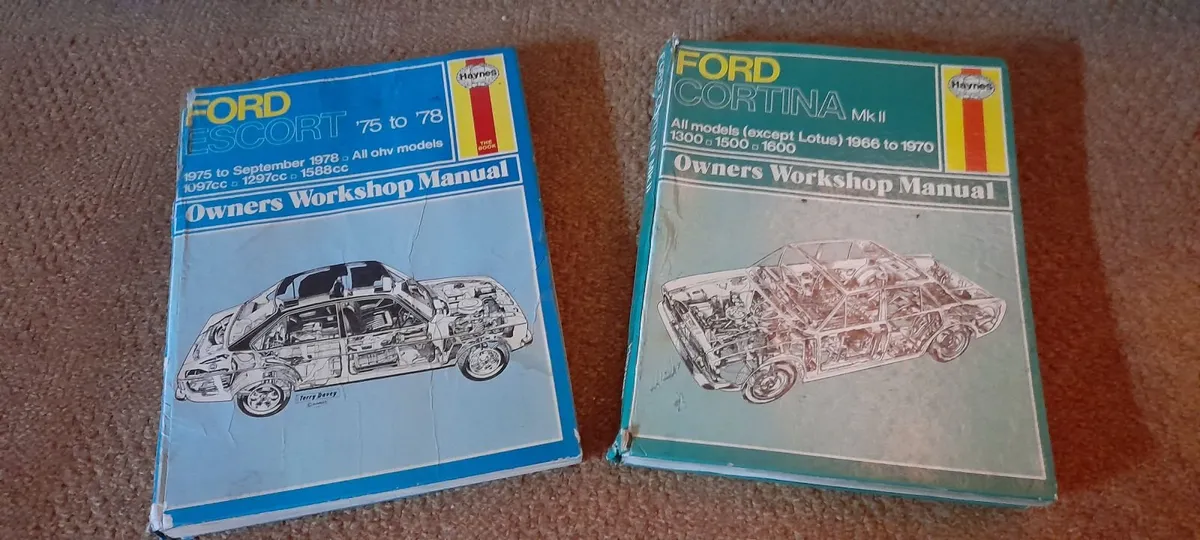 FORD
ESCORT '75 to '78
1975 to September 1978 ▫ All ohv models
1097cc ▫ 1297cc ▫ 1588cc
Haynes
THE BOOK
Owners Workshop Manual
Terry Davey
FORD
CORTINA Mk II
All models (except Lotus) 1966 to 1970
1300 ▫ 1500 ▫ 1600
Haynes
Owners Workshop Manual